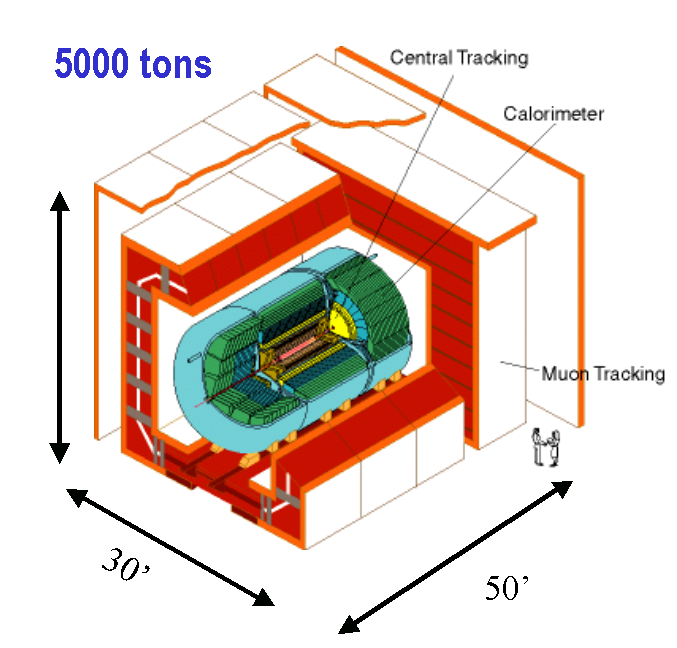 5000 tons
Central Tracking
Calorimeter
Muon Tracking
30’
50’